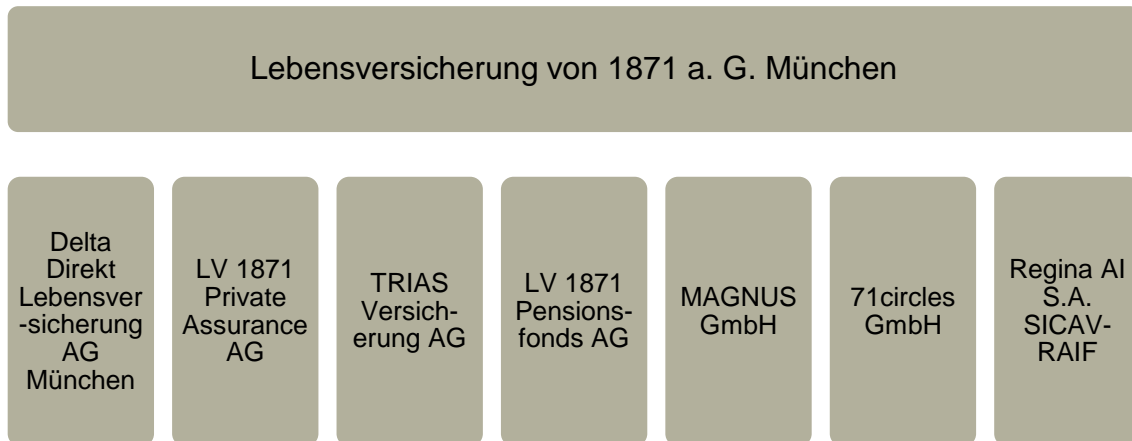 Lebensversicherung von 1871 a. G. München
Delta
Direkt
Lebensver
-sicherung
AG
München
LV 1871
Private
Assurance
AG
TRIAS
Versich-
erung AG
LV 1871
Pensions-
fonds AG
MAGNUS
GmbH
71circles
GmbH
Regina AI
S.A.
SICAV-
RAIF